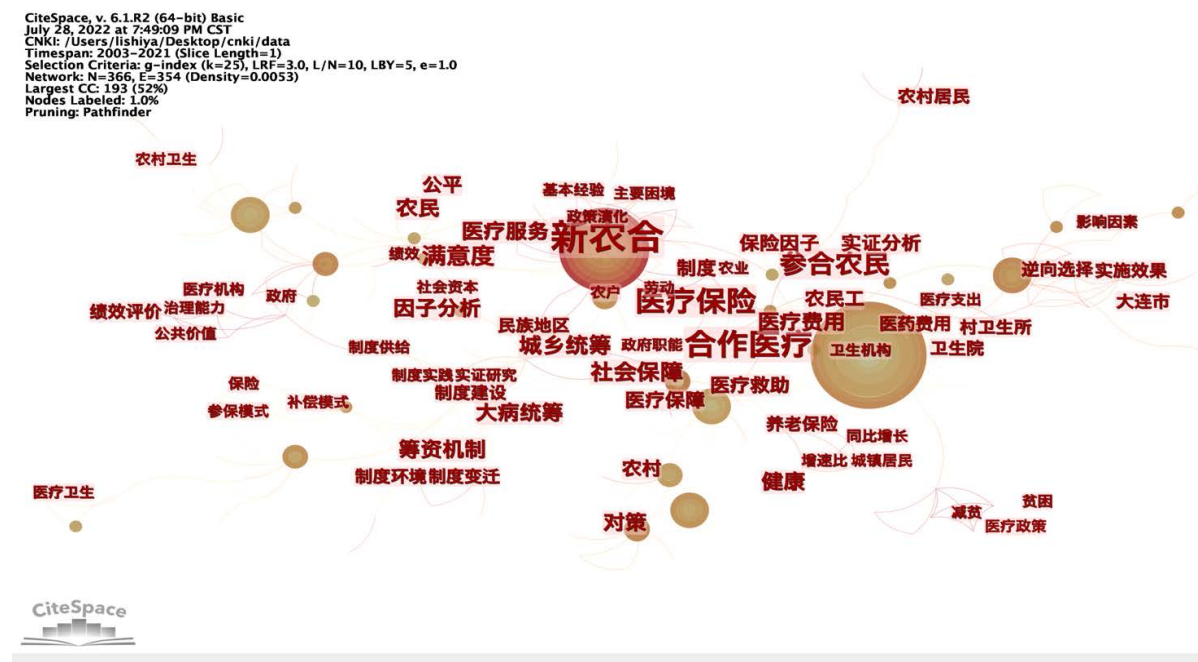 CiteSpace, v. 6.1.R2 (64-bit) Basic
July 28, 2022 at 7:49:09 PM CST
CNKI: /Users/lishiya/Desktop/cnki/data
Timespan: 2003-2021 (Slice Length=1)
Selection Criteria: g-index (k=25), LRF=3.0, L/N=10, LBY=5, e=1.0
Network: N=366, E=354 (Density=0.0053)
Largest CC: 193 (52%)
Nodes Labeled: 1.0%
Pruning: Pathfinder
农村居民
农村卫生
公平
基本经验
主要困境
农民
政策演化
影响因素
医疗服务
新农合
保险因子
实证分析
绩效
满意度
制度
农业
参合农民
逆向选择
实施效果
医疗机构
政府
社会资本
农户
劳动
医疗保险
农民工
医疗支出
大连市
绩效评价
治理能力
因子分析
民族地区
医疗费用
医药费用
村卫生所
公共价值
制度供给
城乡统筹
政府职能
合作医疗
卫生机构
卫生院
制度实践
实证研究
社会保障
保险
制度建设
医疗救助
参保模式
补偿模式
大病统筹
医疗保障
养老保险
同比增长
筹资机制
增速比
城镇居民
制度环境
制度变迁
农村
健康
医疗卫生
对策
减贫
贫困
医疗政策
CiteSpace